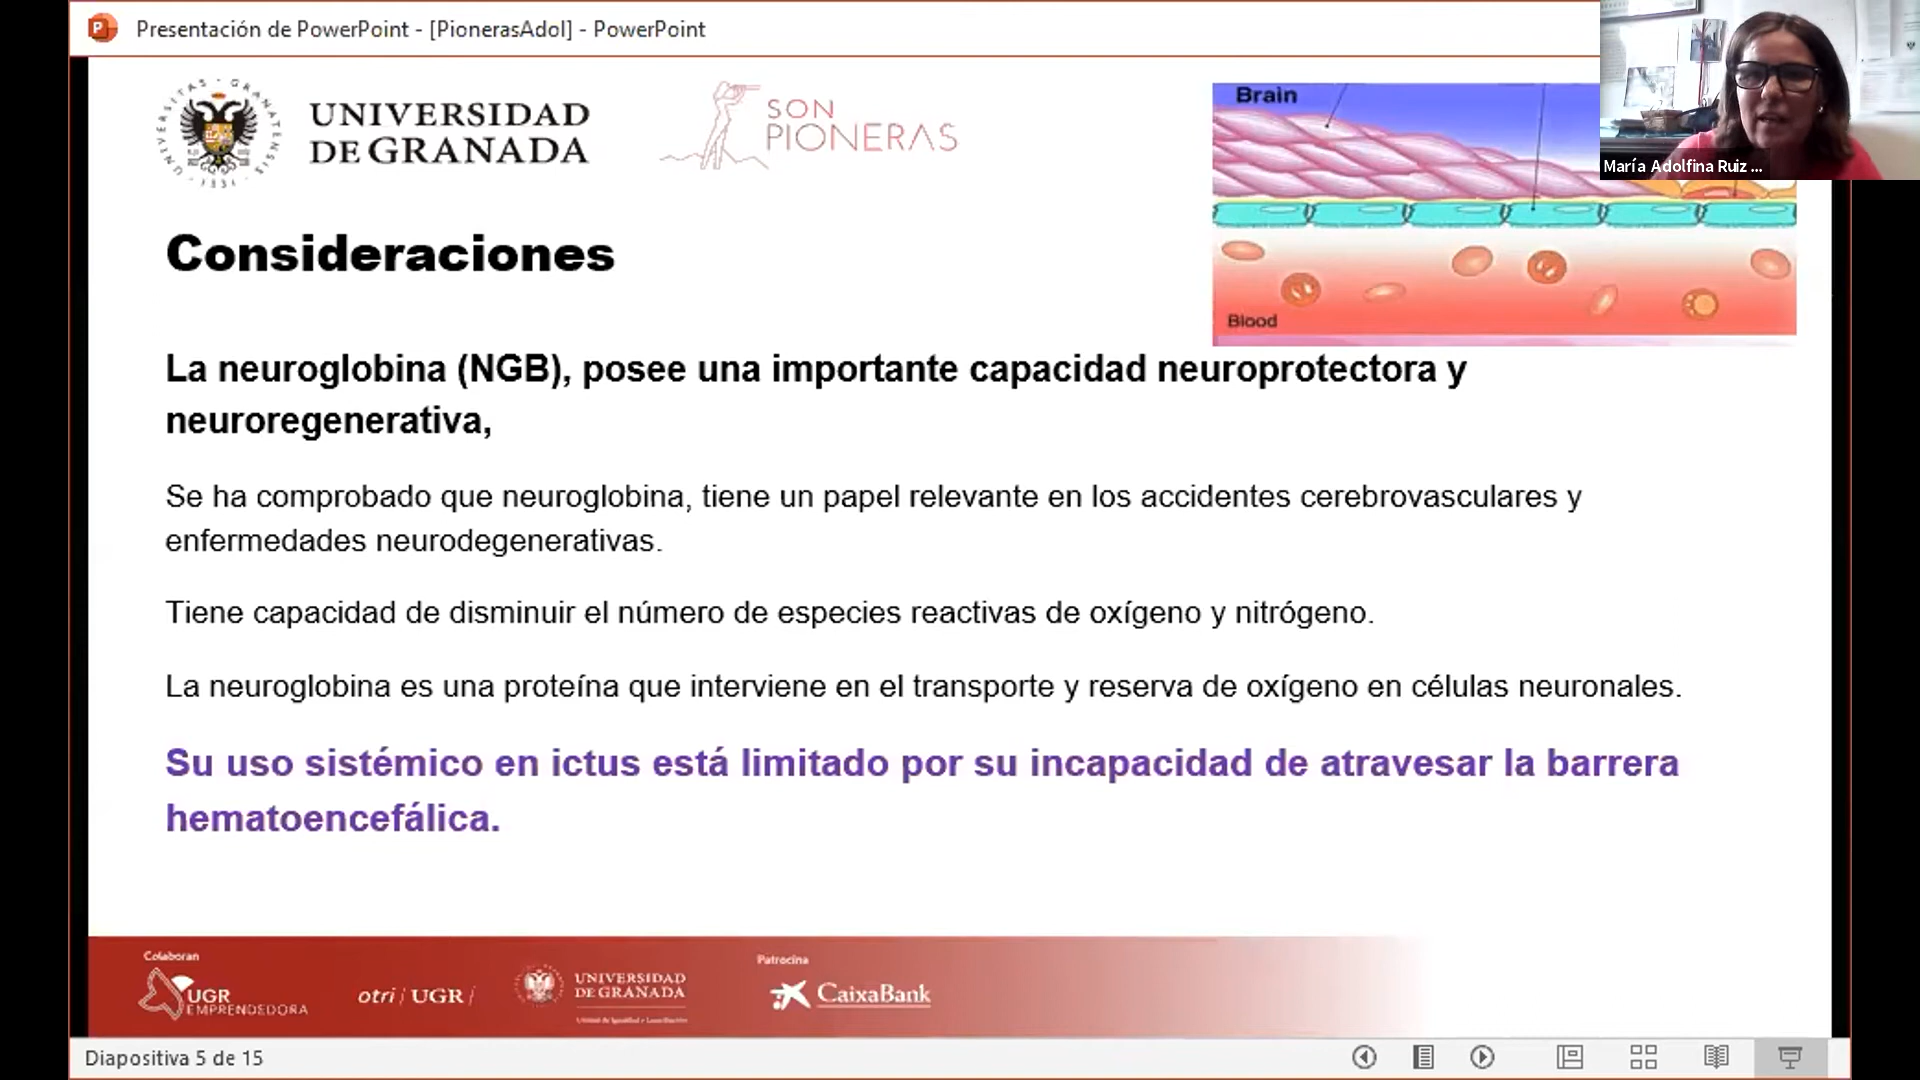 Presentación de PowerPoint - [PionerasAdol] - PowerPoint
UNIVERSITAS GRANATENSIS
1531
UNIVERSIDAD
DE GRANADA
SON
PIONERAS
Brain
Blood
María Adolfina Ruiz ...
Consideraciones
La neuroglobina (NGB), posee una importante capacidad neuroprotectora y
neuroregenerativa,
Se ha comprobado que neuroglobina, tiene un papel relevante en los accidentes cerebrovasculares y
enfermedades neurodegenerativas.
Tiene capacidad de disminuir el número de especies reactivas de oxígeno y nitrógeno.
La neuroglobina es una proteína que interviene en el transporte y reserva de oxígeno en células neuronales.
Su uso sistémico en ictus está limitado por su incapacidad de atravesar la barrera
hematoencefálica.
Colaboran
UGR
EMPRENDEDORA
otri / UGR /
UNIVERSIDAD
DE GRANADA
Unidad de Igualdad y Conciliación
Patrocina
CaixaBank
Diapositiva 5 de 15